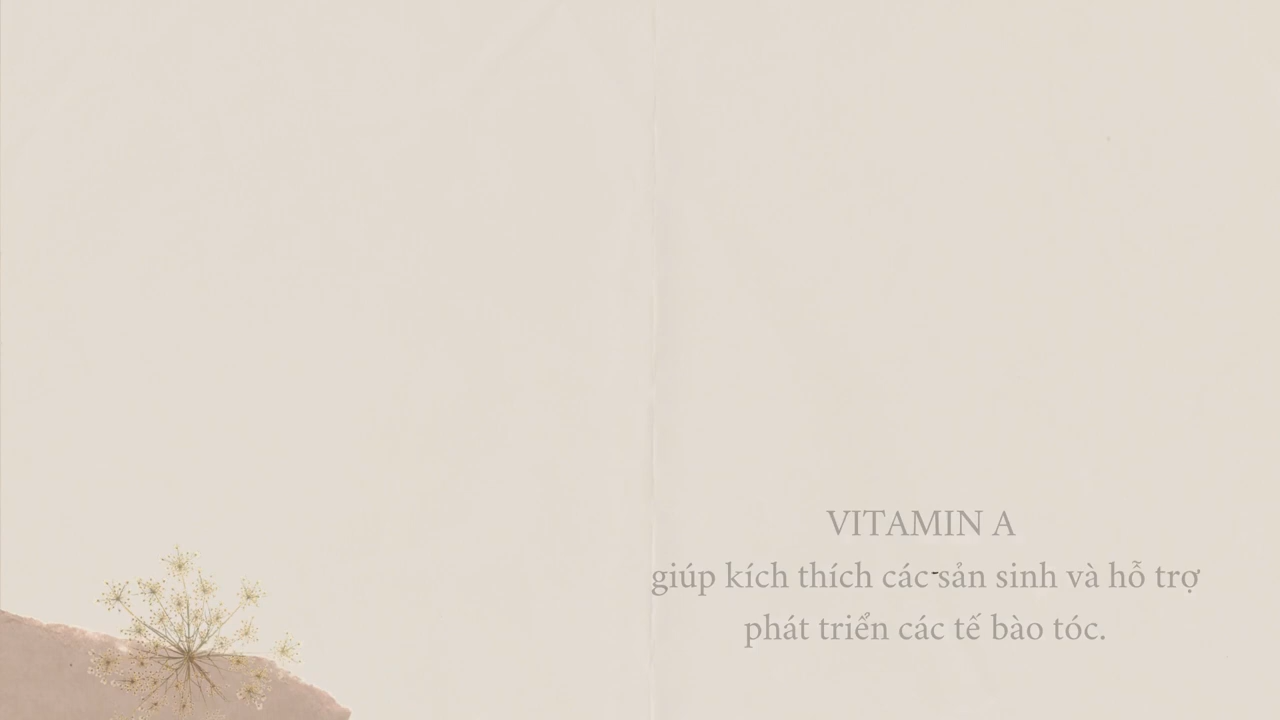 VITAMIN A
giúp kích thích các sản sinh và hỗ trợ
phát triển các tế bào tóc.